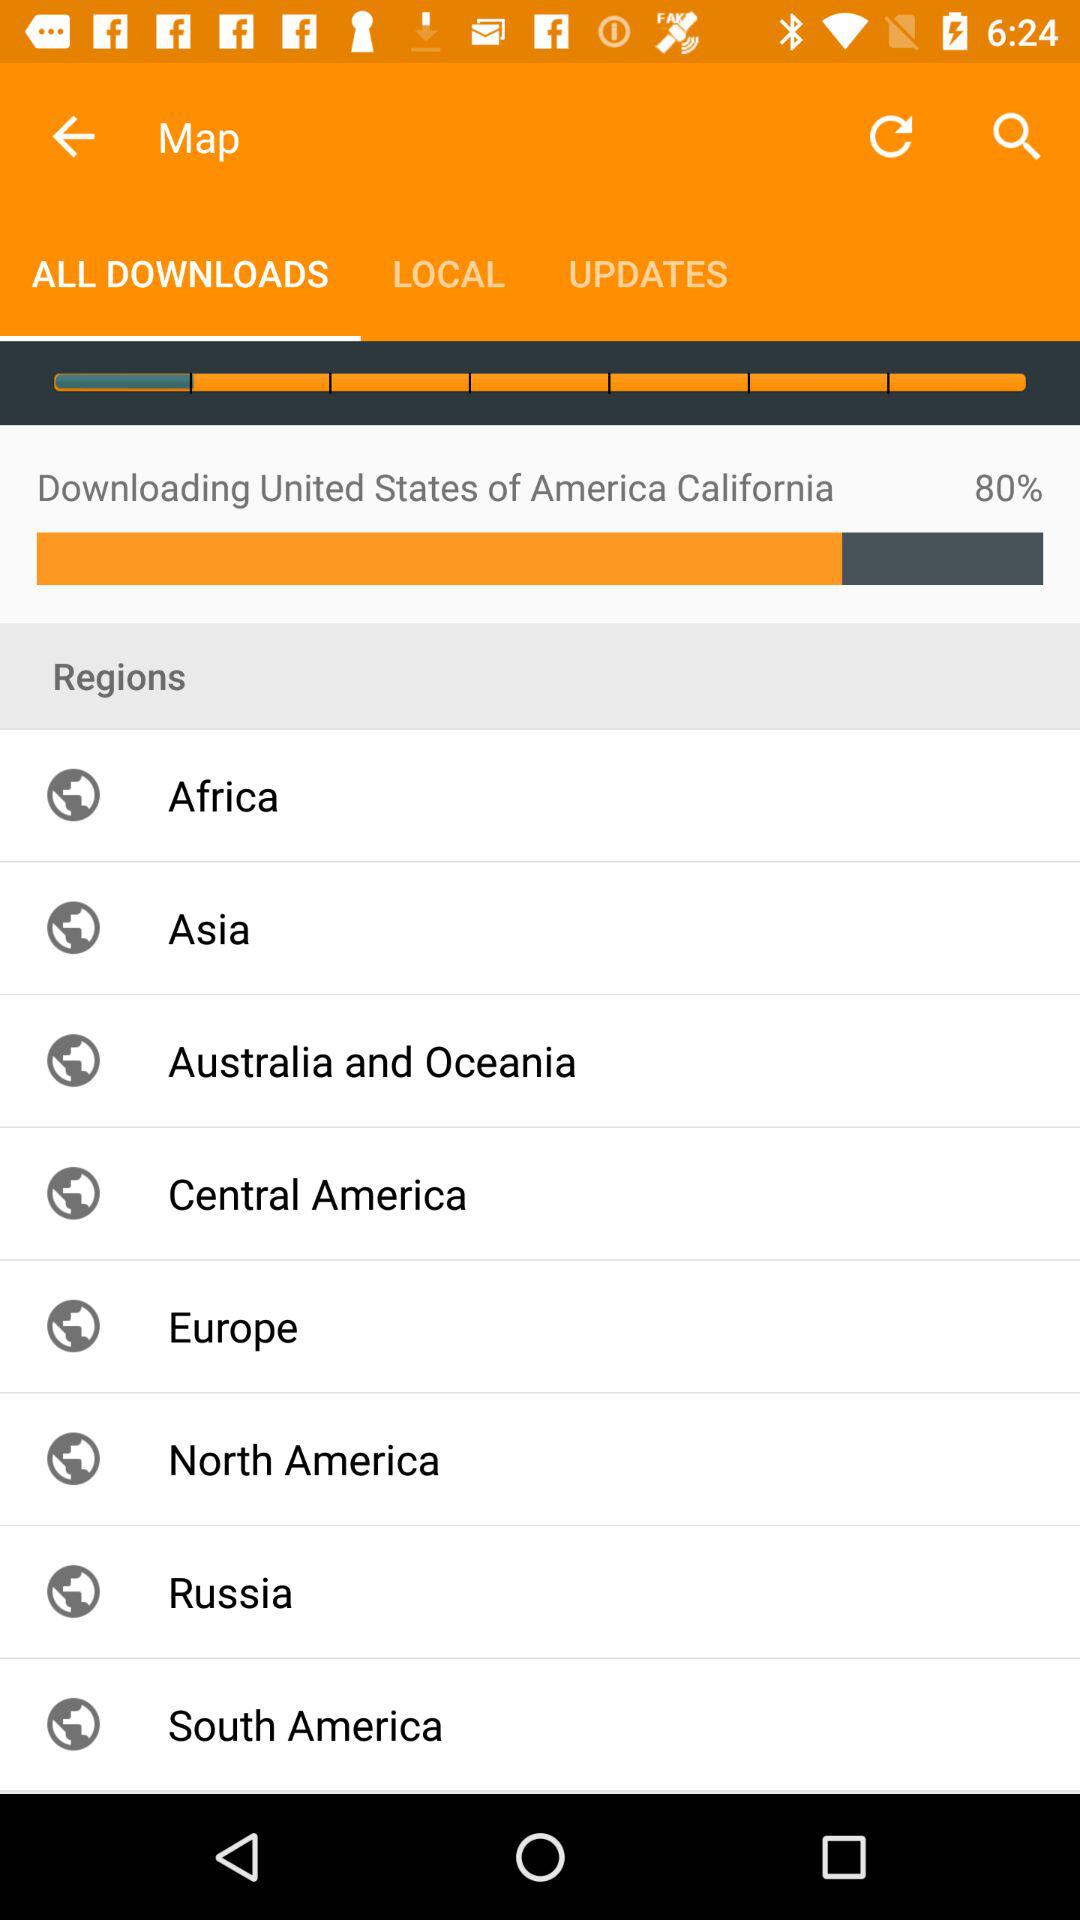 FAKE
6:24
Map
ALL DOWNLOADS LOCAL UPDATES
Downloading United States of America California 80%
Regions
Africa
Asia
Australia and Oceania
Central America
Europe
North America
Russia
South America